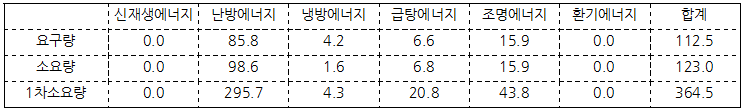 신재생에너지 난방에너지 냉방에너지 급탕에너지 조명에너지 환기에너지 합계
요구량 0.0 85.8 4.2 6.6 15.9 0.0 112.5
소요량 0.0 98.6 1.6 6.8 15.9 0.0 123.0
1차소요량 0.0 295.7 4.3 20.8 43.8 0.0 364.5